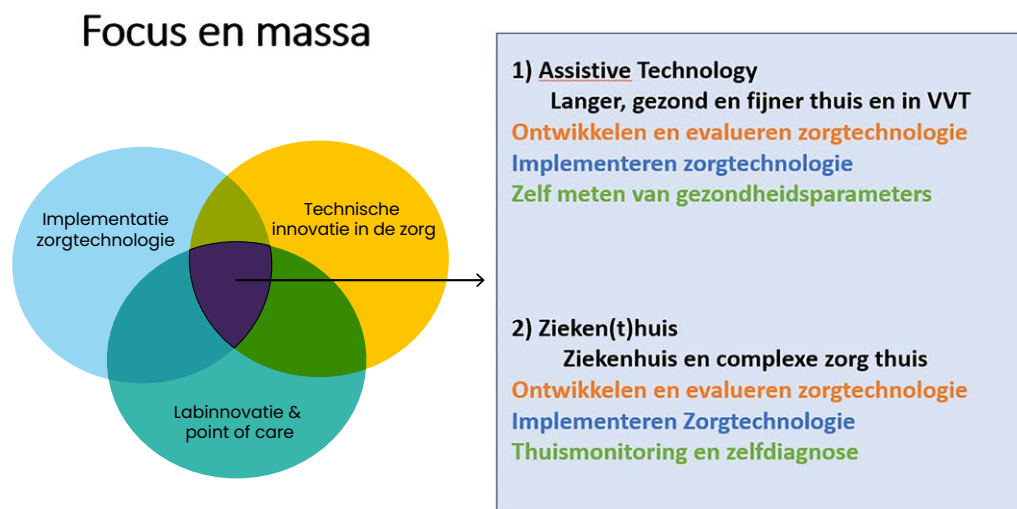 Focus en massa
Implementatie
zorgtechnologie
Technische
innovatie in de zorg
Labinnovatie &
point of care
1) Assistive Technology
Langer, gezond en fijner thuis en in VVT
Ontwikkelen en evalueren zorgtechnologie
Implementeren zorgtechnologie
Zelf meten van gezondheidsparameters
2) Zieken(t)huis
Ziekenhuis en complexe zorg thuis
Ontwikkelen en evalueren zorgtechnologie
Implementeren Zorgtechnologie
Thuismonitoring en zelfdiagnose